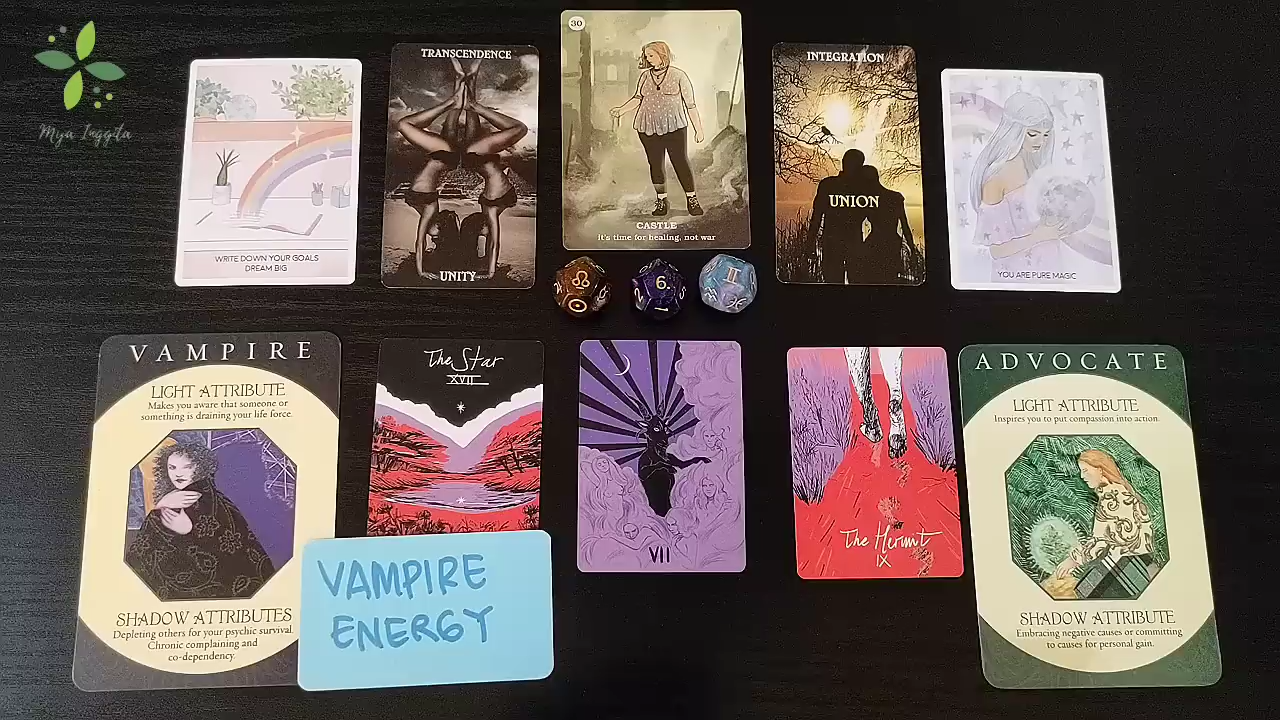 Mya Inggita
WRITE DOWN YOUR GOALS
DREAM BIG
TRANSCENDENCE
UNITY
30
CASTLE
it's time for healing, not war
INTEGRATION
UNION
YOU ARE PURE MAGIC
6.
1
VAMPIRE
LIGHT ATTRIBUTE
Makes you aware that someone or
something is draining your life force.
SHADOW ATTRIBUTES
Depleting others for your psychic survival.
Chronic complaining and
co-dependency.
The Star
XVII
VAMPIRE
ENERGY
VII
The Hermit
IX
ADVOCATE
LIGHT ATTRIBUTE
Inspires you to put compassion into action.
SHADOW ATTRIBUTE
Embracing negative causes or committing
to causes for personal gain.